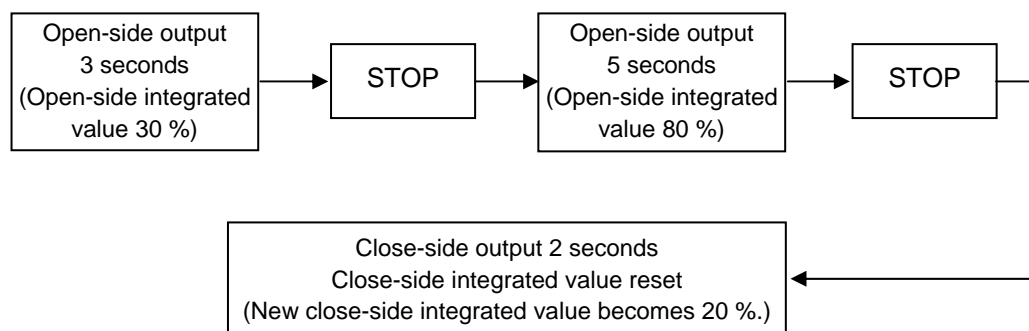 Open-side output
3 seconds
(Open-side integrated
value 30 %)
STOP
Open-side output
5 seconds
(Open-side integrated
value 80 %)
STOP
Close-side output 2 seconds
Close-side integrated value reset
(New close-side integrated value becomes 20 %.)